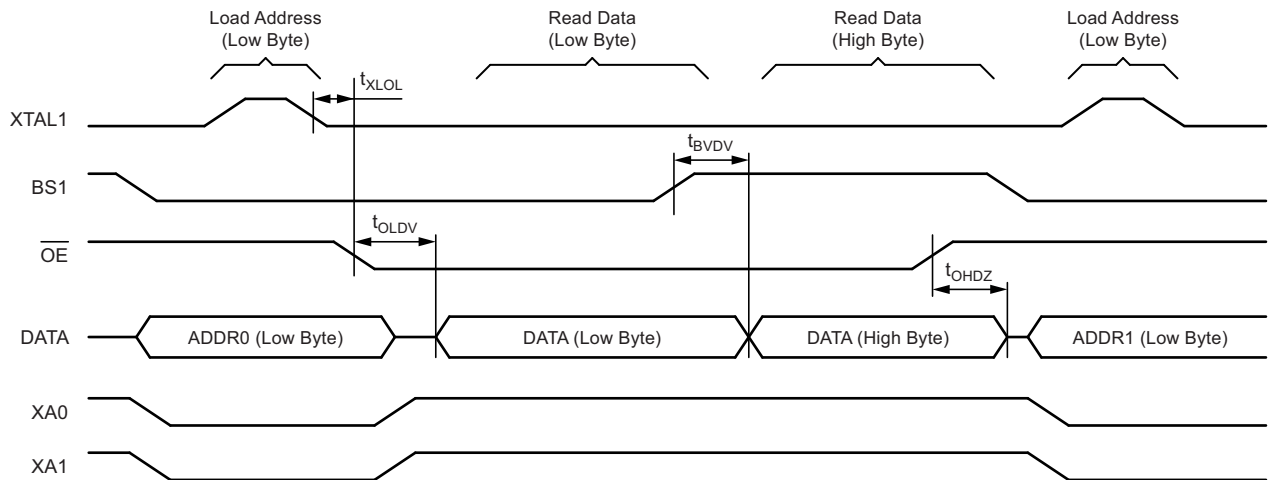 Load Address
(Low Byte)
Read Data
(Low Byte)
Read Data
(High Byte)
Load Address
(Low Byte)
tXLOL
XTAL1
tBVDV
BS1
tOLDV
OE
tOHDZ
DATA
ADDR0 (Low Byte)
DATA (Low Byte)
DATA (High Byte)
ADDR1 (Low Byte)
XA0
XA1